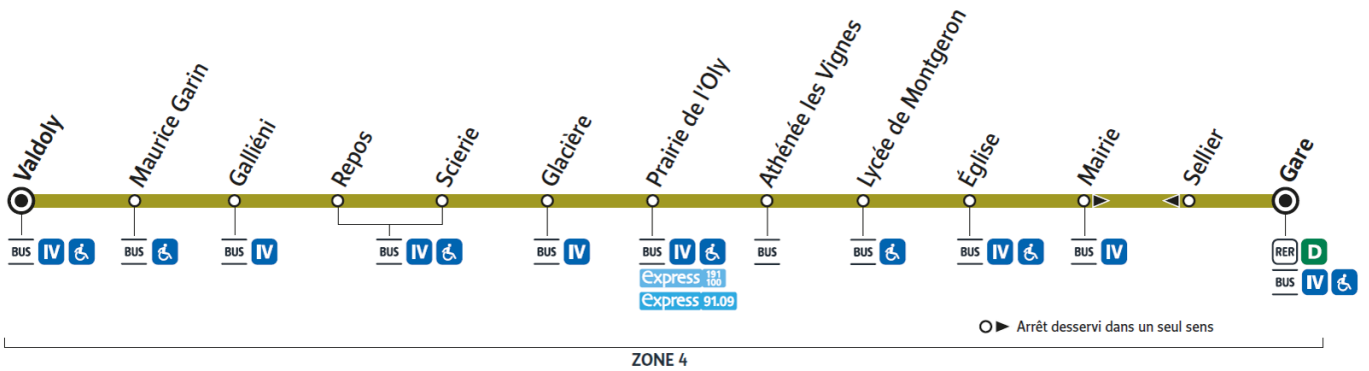 Valdoly
Maurice Garin
Galliéni
Repos
Scierie
Glacière
Prairie de l'Oly
Athénée les Vignes
Lycée de Montgeron
Église
Mairie
Sellier
Gare
BUS IV
BUS
BUS IV
BUS IV
BUS IV
BUS IV
BUS
BUS
BUS IV
BUS IV
RER D
express 191 100
BUS IV
express 91.09
Arrêt desservi dans un seul sens
ZONE 4